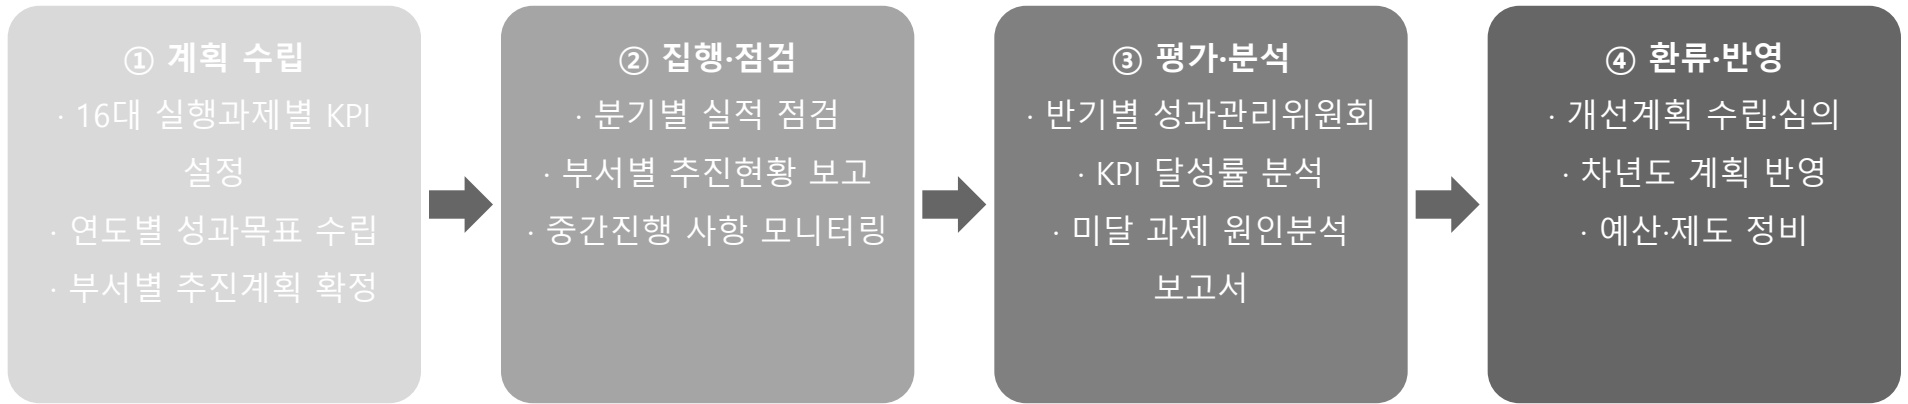 ① 계획 수립
· 16대 실행과제별 KPI
설정
· 연도별 성과목표 수립
· 부서별 추진계획 확정
② 집행·점검
· 분기별 실적 점검
· 부서별 추진현황 보고
· 중간진행 사항 모니터링
③ 평가·분석
· 반기별 성과관리위원회
· KPI 달성률 분석
· 미달 과제 원인분석
보고서
④ 환류·반영
· 개선계획 수립·심의
· 차년도 계획 반영
· 예산·제도 정비